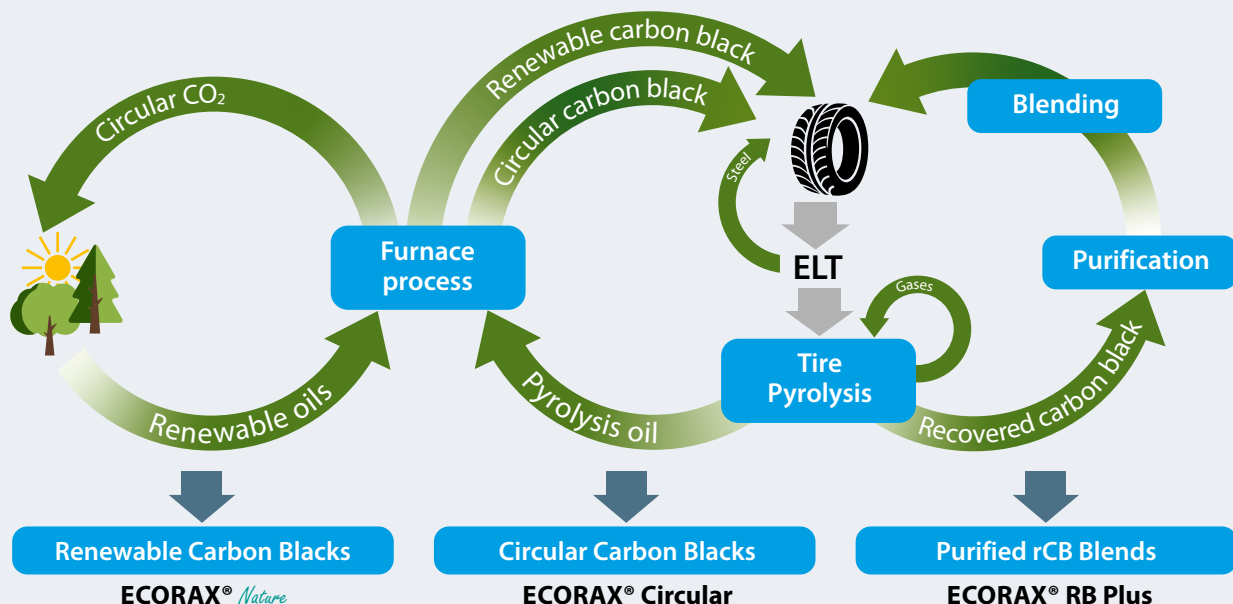 Circular CO₂
Renewable carbon black
Circular carbon black
Blending
Steel
Furnace
process
ELT
Purification
Gases
Tire
Pyrolysis
Renewable oils
Pyrolysis oil
Recovered carbon black
Renewable Carbon Blacks
Circular Carbon Blacks
Purified rCB Blends
ECORAX® Nature
ECORAX® Circular
ECORAX® RB Plus